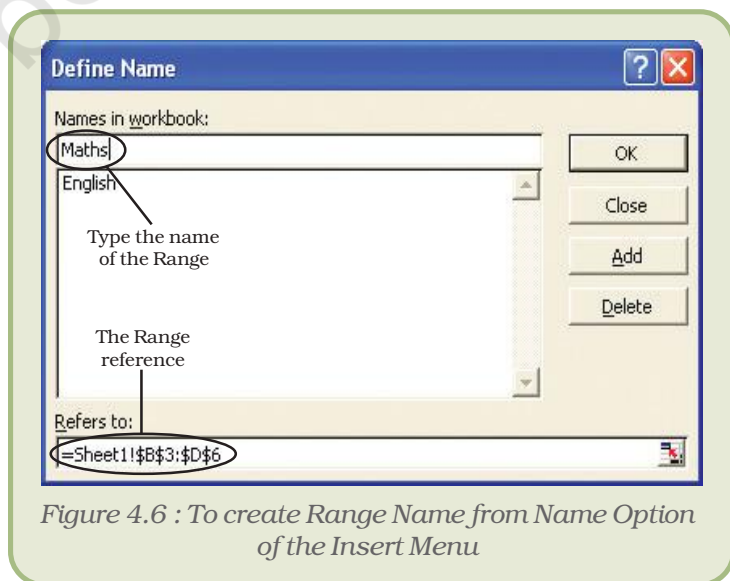 Define Name
Names in workbook:
Maths
English
OK
Close
Add
Delete
Type the name
of the Range
The Range
reference
Refers to:
=Sheet1!$B$3:$D$6
Figure 4.6 : To create Range Name from Name Option
of the Insert Menu